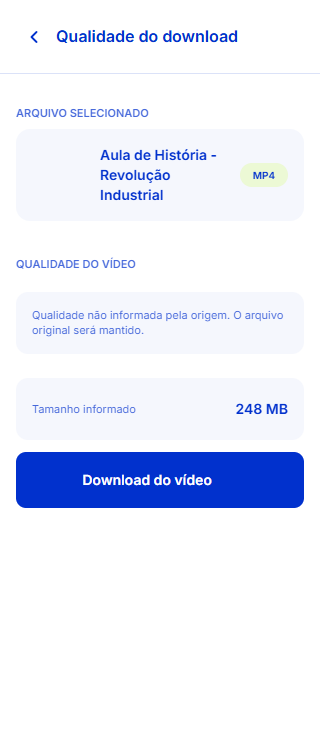 Qualidade do download
ARQUIVO SELECIONADO
Aula de História -
Revolução
Industrial
MP4
QUALIDADE DO VÍDEO
Qualidade não informada pela origem. O arquivo
original será mantido.
Tamanho informado
248 MB
Download do vídeo